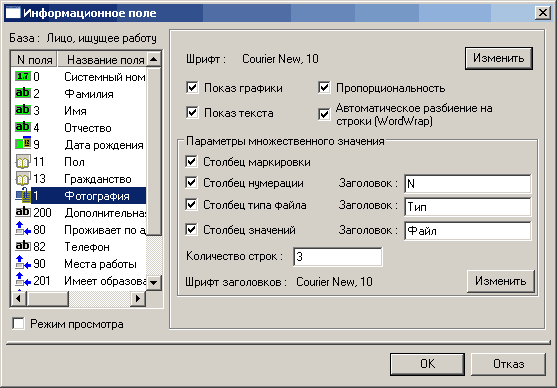 Информационное поле
База : Лицо, ищущее работу
N поля Название поля
0 Системный ном
2 Фамилия
3 Имя
4 Отчество
9 Дата рождения
11 Пол
13 Гражданство
1 Фотография
200 Дополнительна
80 Проживает по а
82 Телефон
90 Места работы
201 Имеет образова
Режим просмотра
Шрифт : Courier New, 10 Изменить
Показ графики Пропорциональность
Показ текста Автоматическое разбиение на
строки (WordWrap)
Параметры множественного значения
Столбец маркировки
Столбец нумерации Заголовок : N
Столбец типа файла Заголовок : Тип
Столбец значений Заголовок : Файл
Количество строк : 3
Шрифт заголовков : Courier New, 10 Изменить
OK Отказ